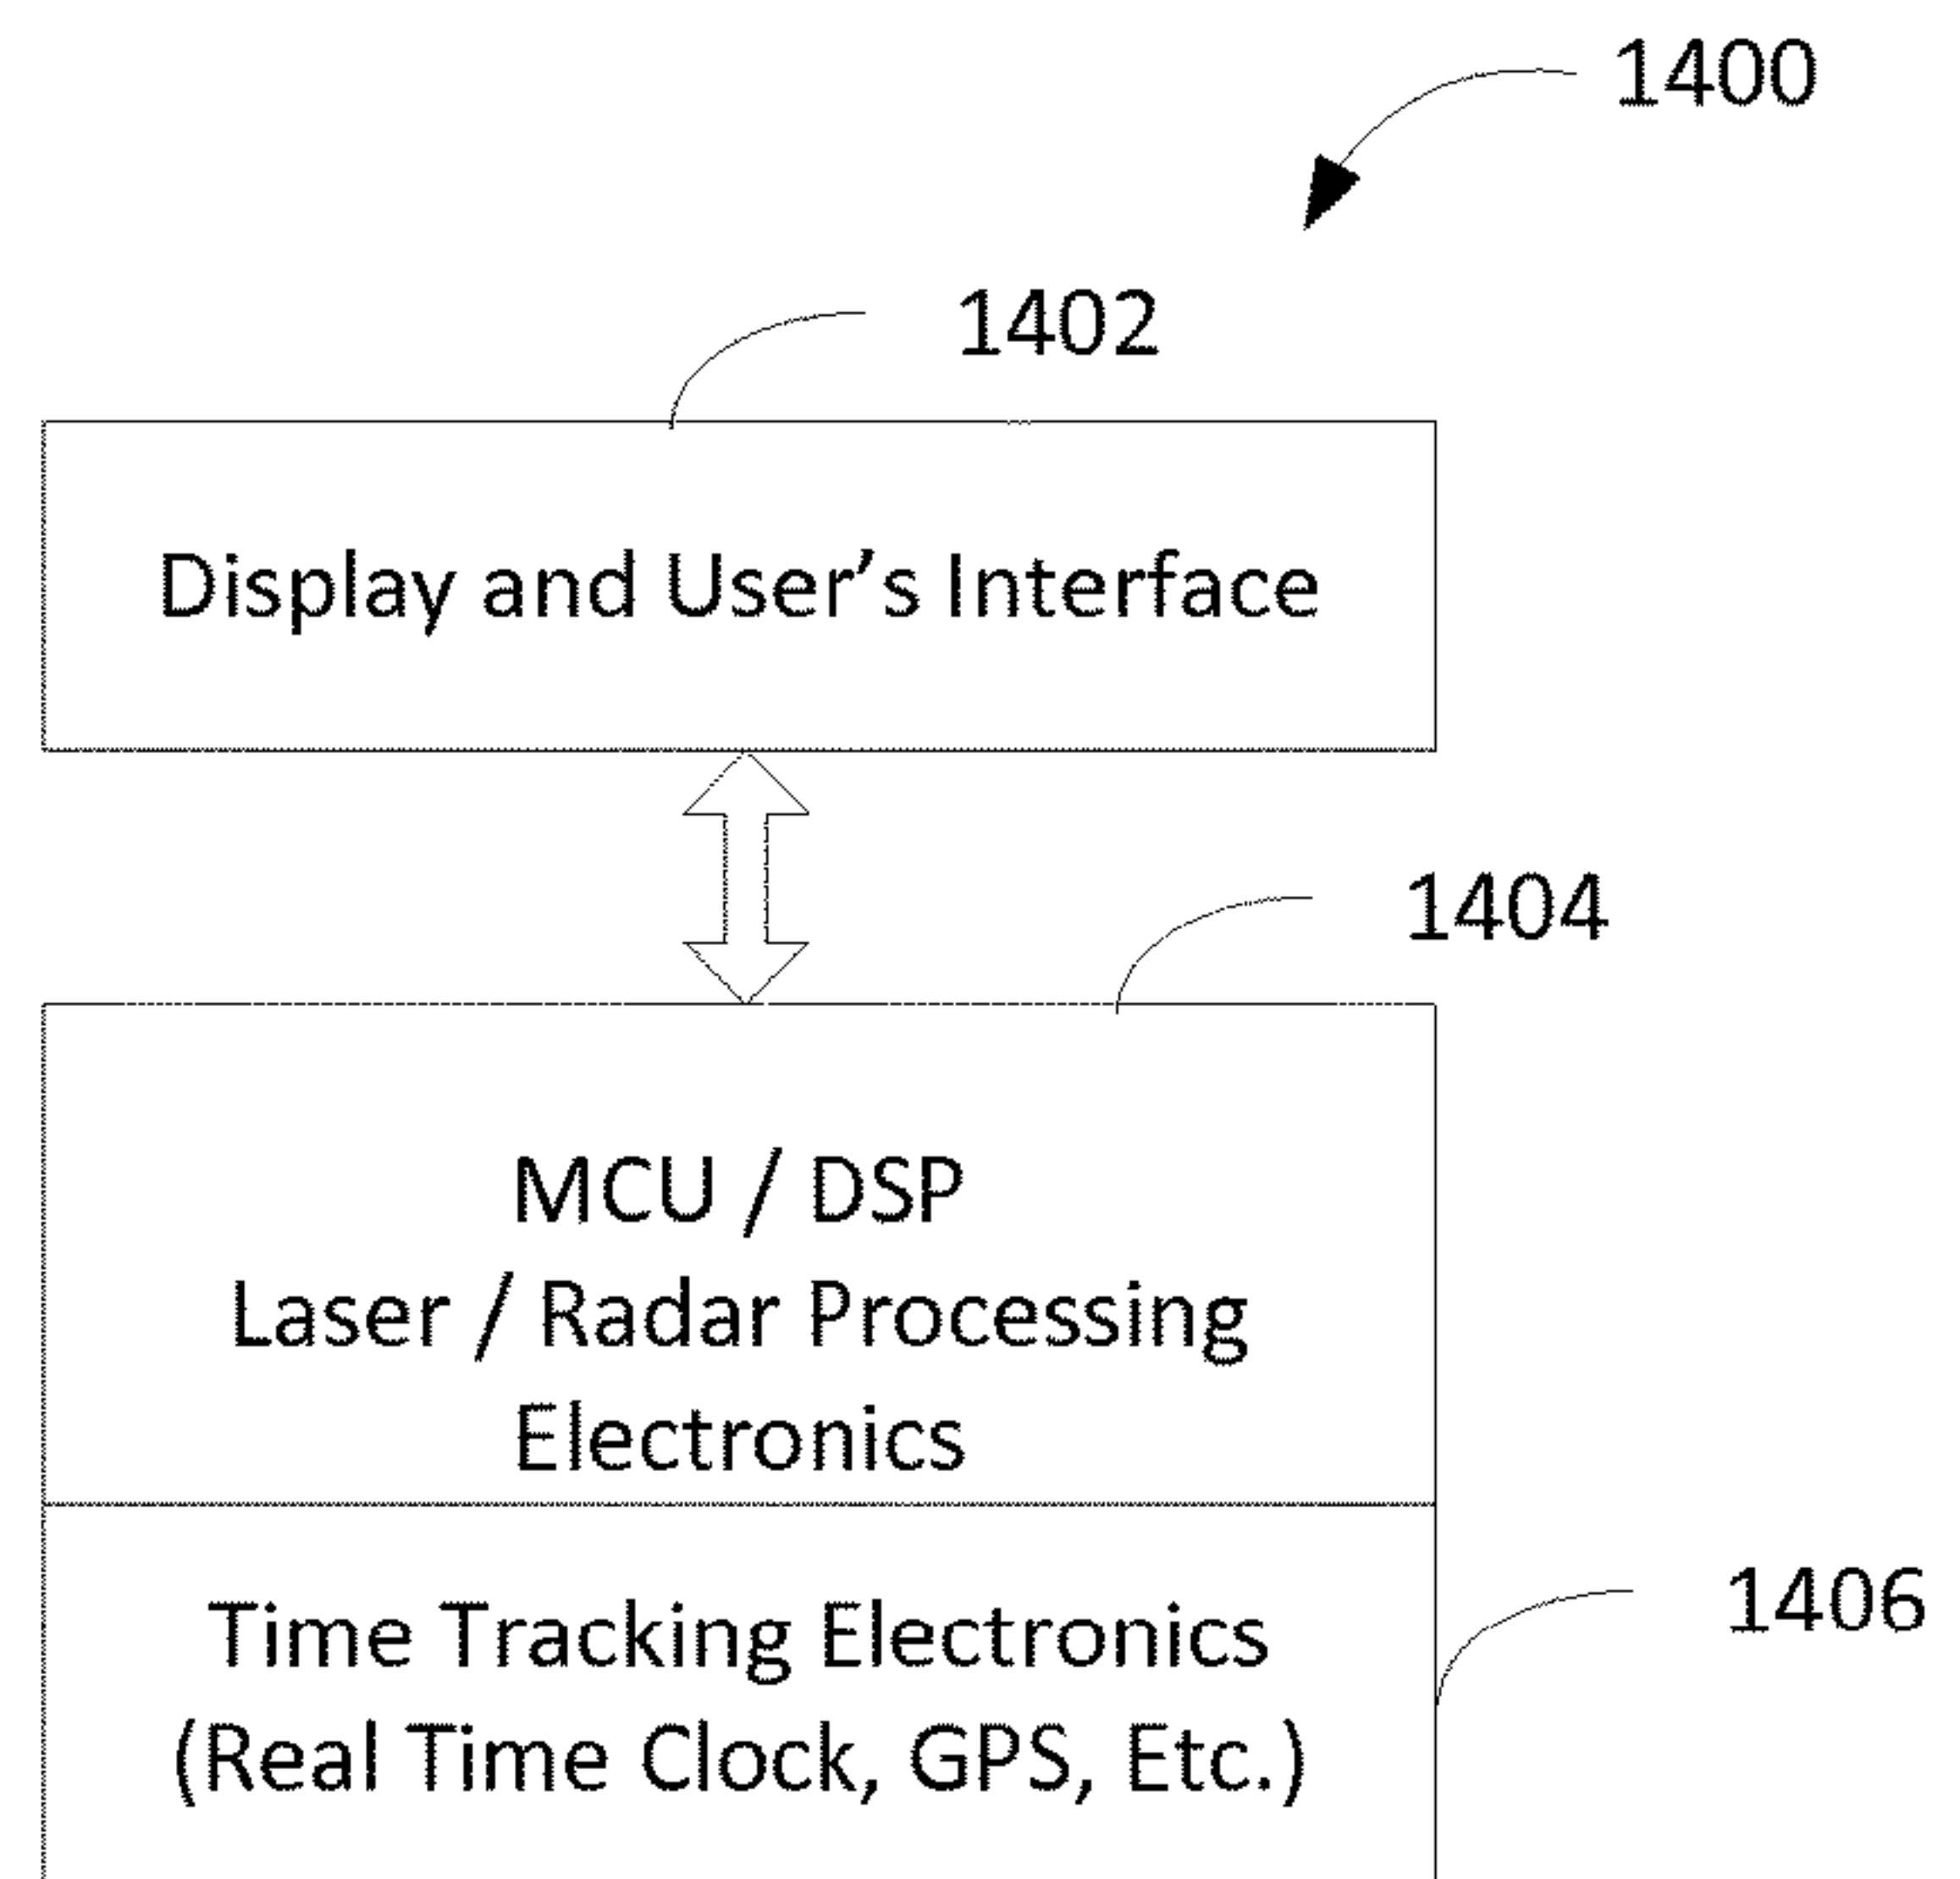 1400
1402
Display and User’s Interface
1404
MCU / DSP
Laser / Radar Processing
Electronics
1406
Time Tracking Electronics
(Real Time Clock, GPS, Etc.)